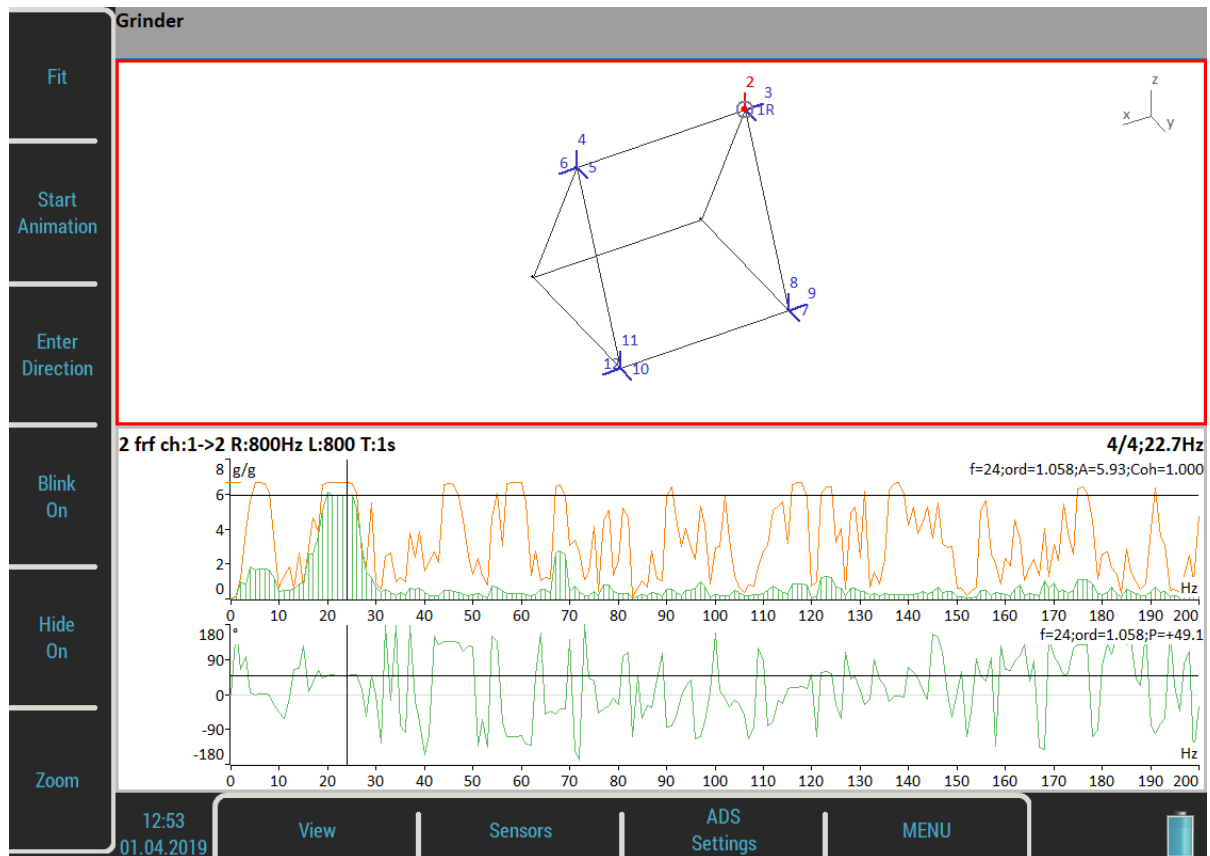 Grinder
Fit
Start
Animation
Enter
Direction
Blink
On
Hide
On
Zoom
2
3
1R
4
6
5
8
9
7
11
12
10
z
x
y
2 frf ch:1->2 R:800Hz L:800 T:1s
4/4;22.7Hz
8
g/g
f=24;ord=1.058;A=5.93;Coh=1.000
6
4
2
0
Hz
0 10 20 30 40 50 60 70 80 90 100 110 120 130 140 150 160 170 180 190 200
180
°
f=24;ord=1.058;P=+49.1
90
0
-90
-180
Hz
0 10 20 30 40 50 60 70 80 90 100 110 120 130 140 150 160 170 180 190 200
12:53
01.04.2019
View
Sensors
ADS
Settings
MENU